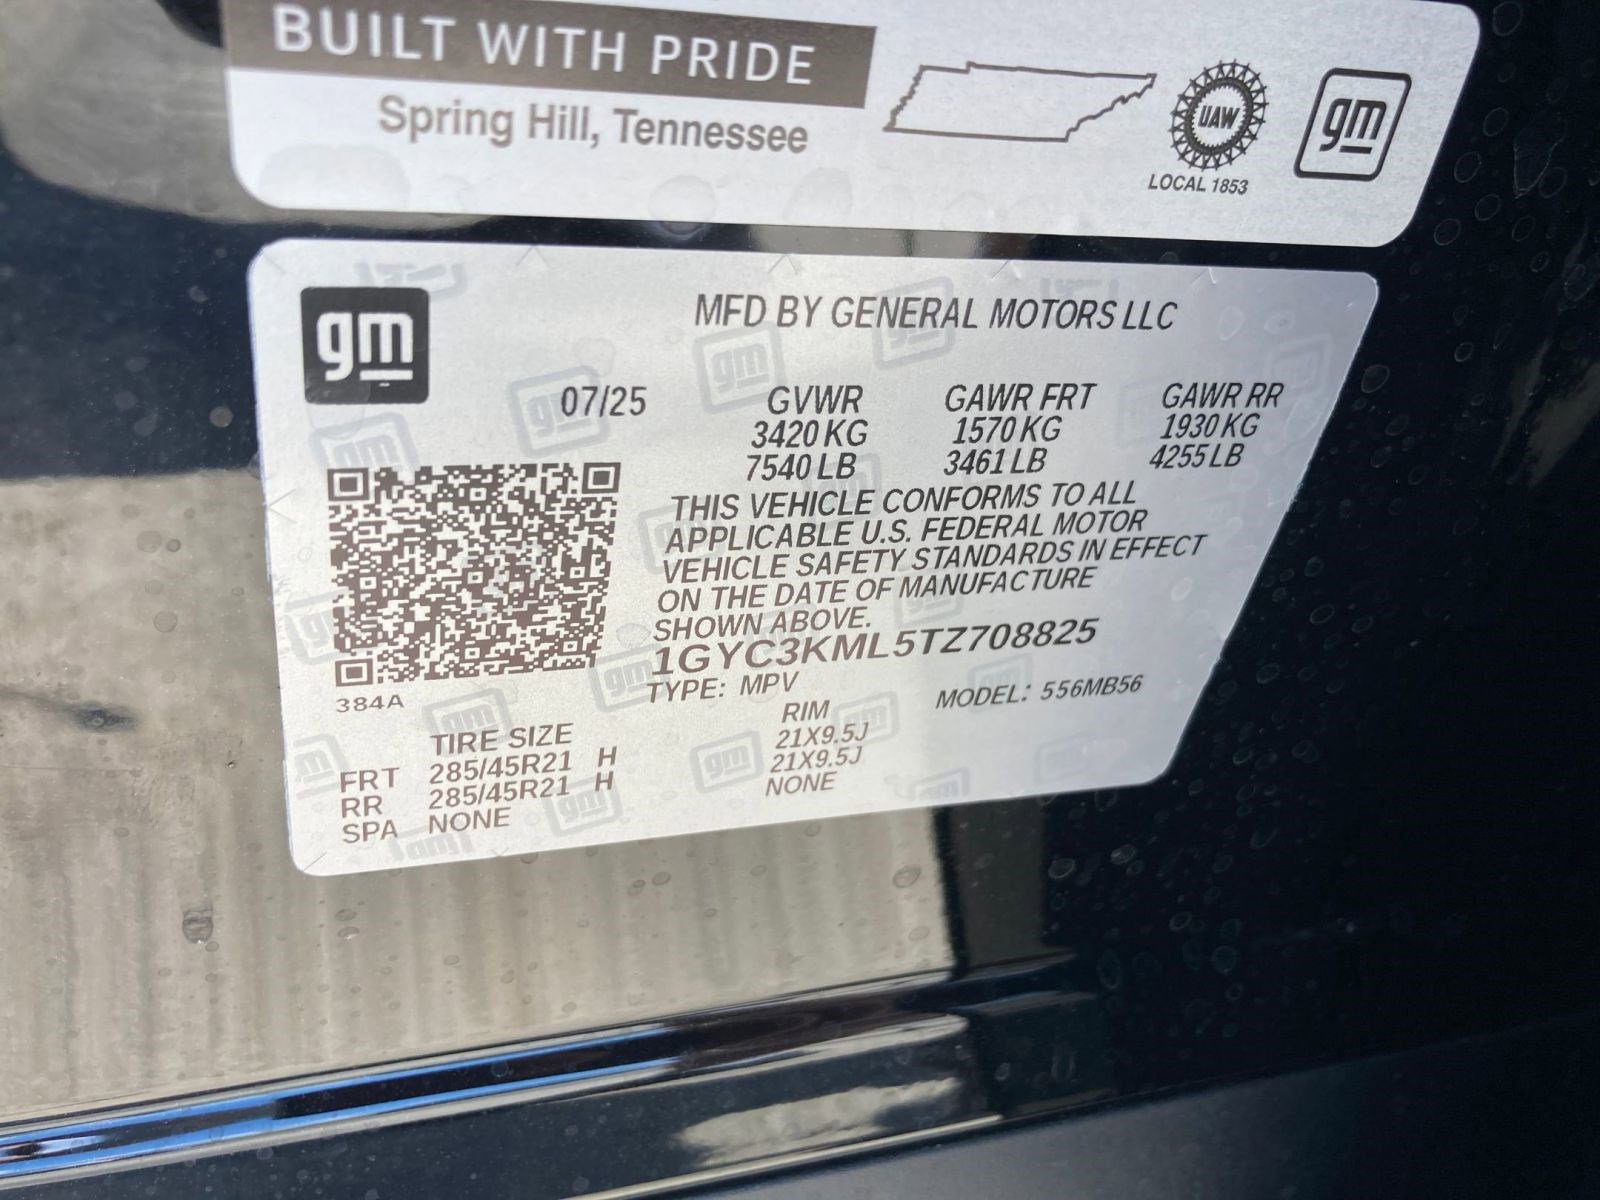 BUILT WITH PRIDE
Spring Hill, Tennessee
UAW
LOCAL 1853
gm
gm
MFD BY GENERAL MOTORS LLC
07/25 GVWR GAWR FRT GAWR RR
3420 KG 1570 KG 1930 KG
7540 LB 3461 LB 4255 LB
THIS VEHICLE CONFORMS TO ALL
APPLICABLE U.S. FEDERAL MOTOR
VEHICLE SAFETY STANDARDS IN EFFECT
ON THE DATE OF MANUFACTURE
SHOWN ABOVE.
1GYC3KML5TZ708825
TYPE: MPV MODEL: 556MB56
384A
TIRE SIZE RIM
FRT 285/45R21 H 21X9.5J
RR 285/45R21 H 21X9.5J
SPA NONE NONE